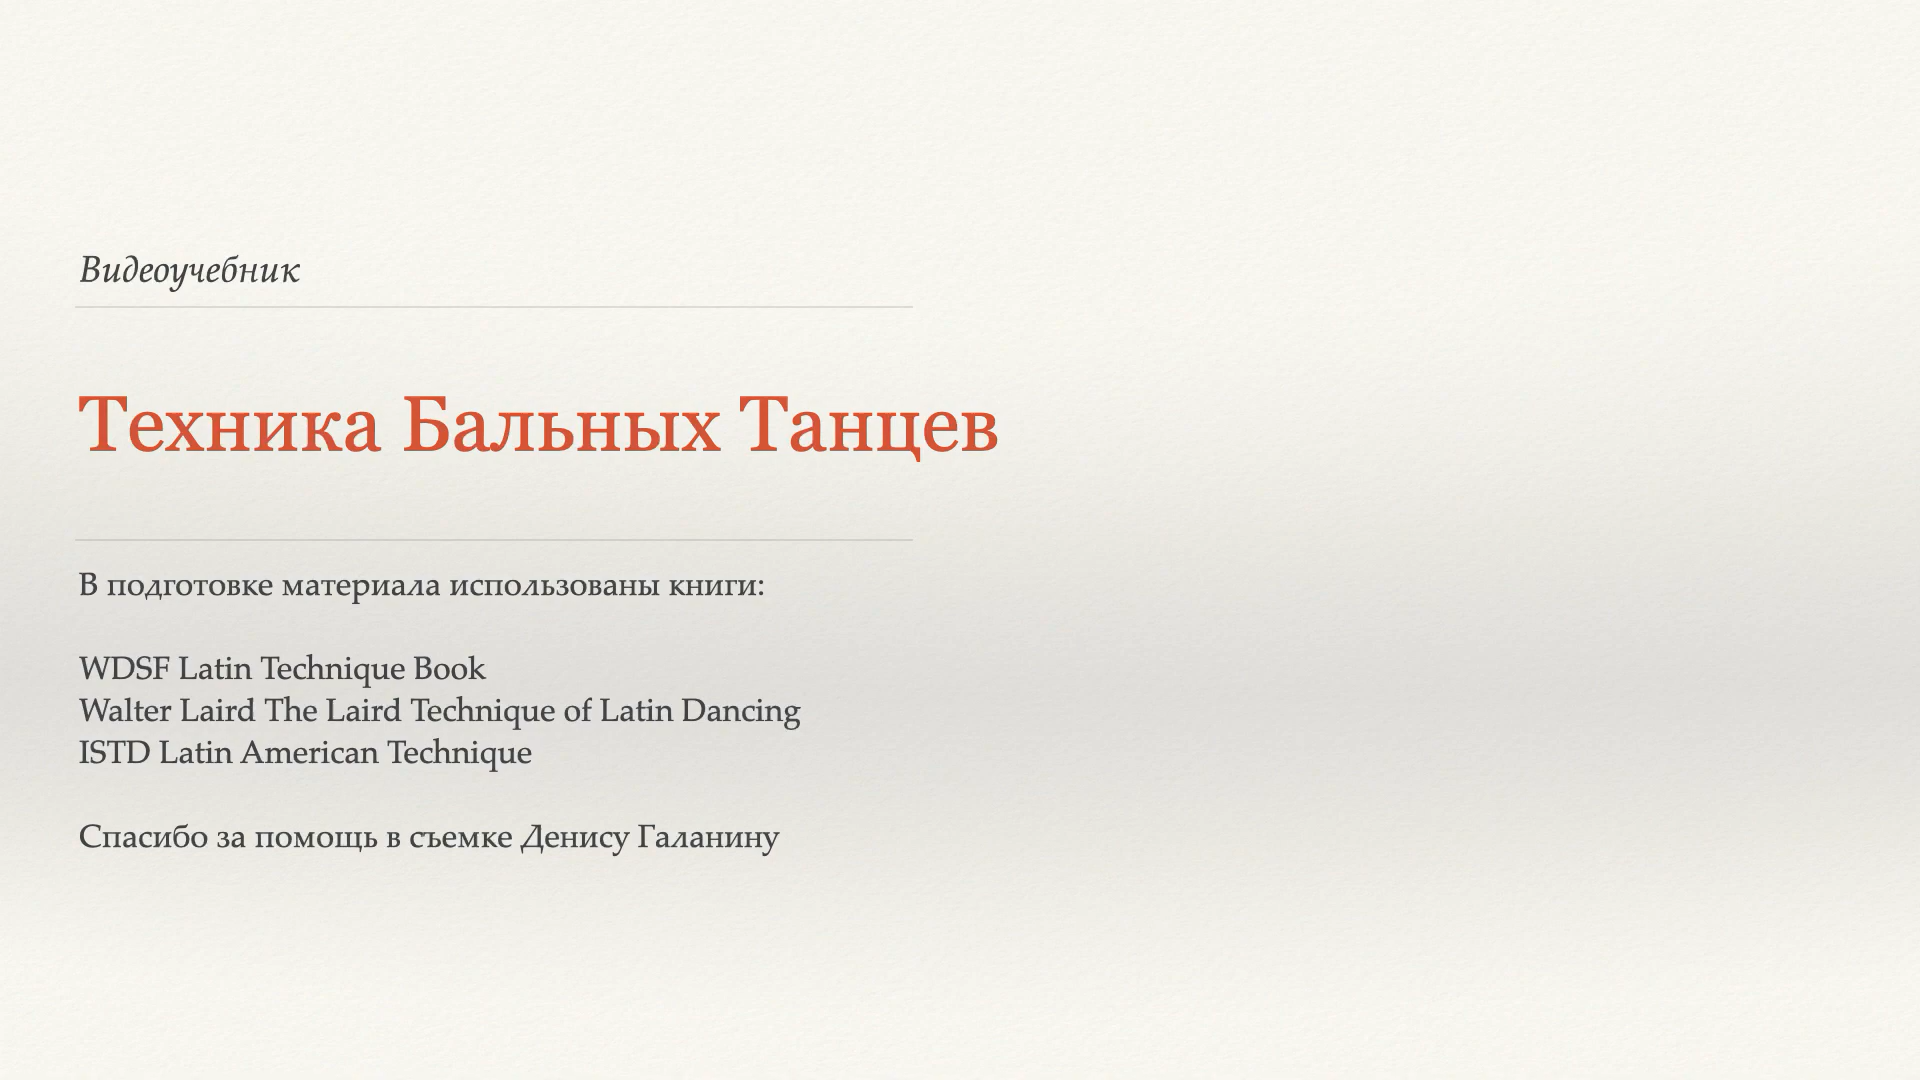 Видеоучебник
Техника Бальных Танцев
В подготовке материала использованы книги:
WDSF Latin Technique Book
Walter Laird The Laird Technique of Latin Dancing
ISTD Latin American Technique
Спасибо за помощь в съемке Денису Галанину